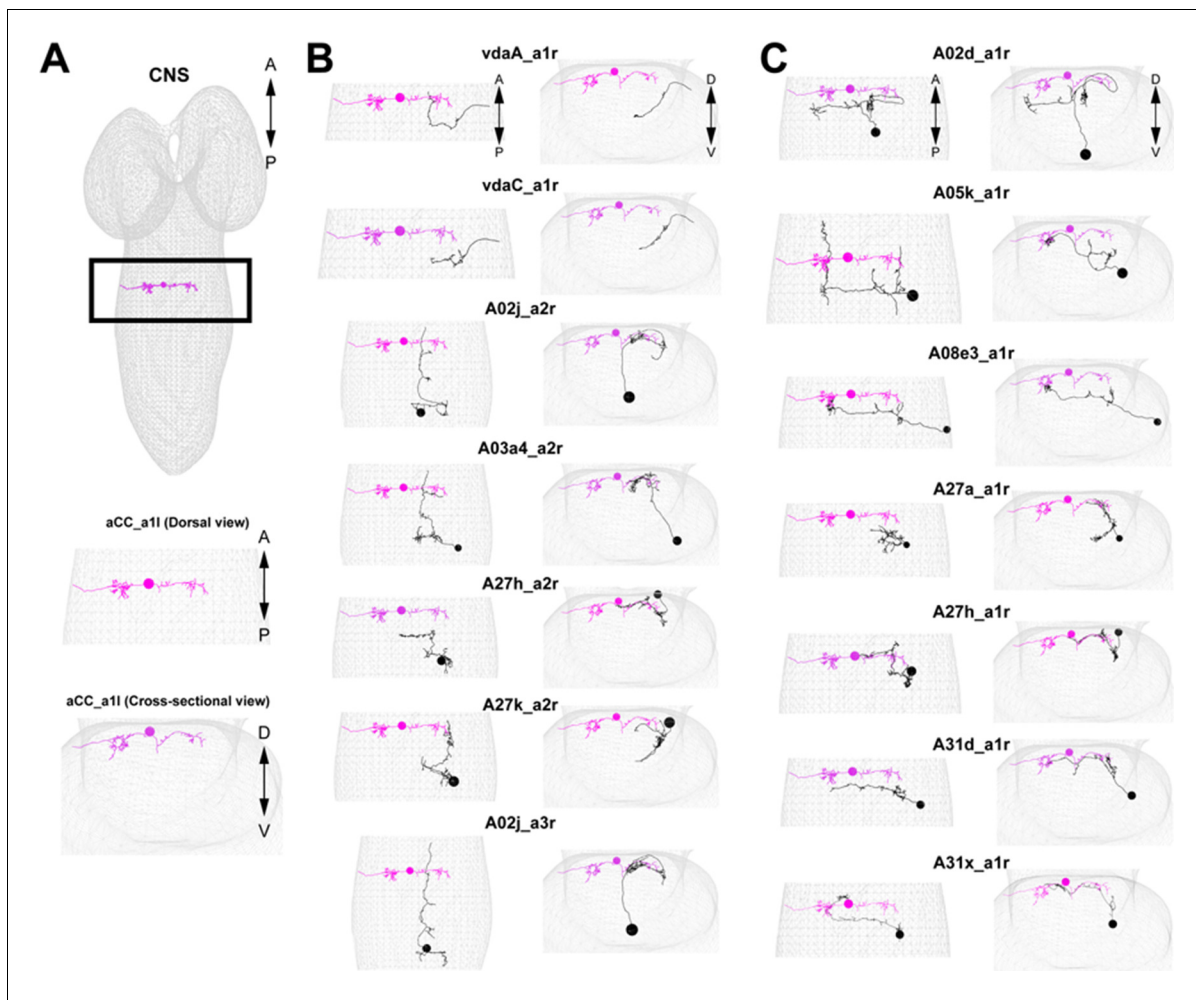 A
CNS
A
P
aCC_a1l (Dorsal view)
A
P
aCC_a1l (Cross-sectional view)
D
V
B
vdaA_a1r
A
P
D
V
vdaC_a1r
A02j_a2r
A03a4_a2r
A27h_a2r
A27k_a2r
A02j_a3r
C
A02d_a1r
A
P
D
V
A05k_a1r
A08e3_a1r
A27a_a1r
A27h_a1r
A31d_a1r
A31x_a1r